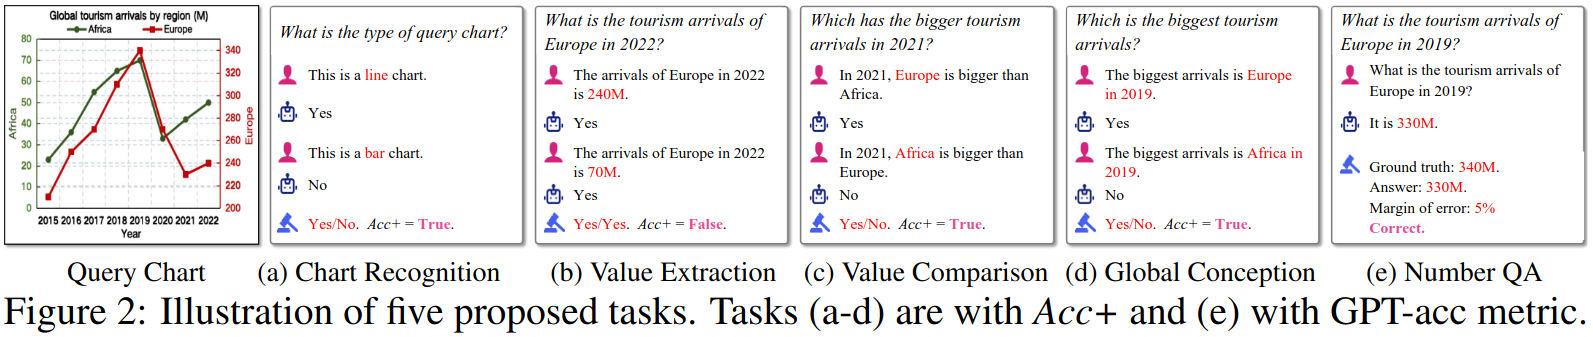 Global tourism arrivals by region (M)
Africa Europe
80
70
60
50
40
30
20
10
0
Africa
340
320
300
280
260
240
220
200
Europe
2015 2016 2017 2018 2019 2020 2021 2022
Year
Query Chart
What is the type of query chart?
This is a line chart.
Yes
This is a bar chart.
No
Yes/No. Acc+ = True.
(a) Chart Recognition
What is the tourism arrivals of
Europe in 2022?
The arrivals of Europe in 2022
is 240M.
Yes
The arrivals of Europe in 2022
is 70M.
Yes
Yes/Yes. Acc+ = False.
(b) Value Extraction
Which has the bigger tourism
arrivals in 2021?
In 2021, Europe is bigger than
Africa.
Yes
In 2021, Africa is bigger than
Europe.
No
Yes/No. Acc+ = True.
(c) Value Comparison
Which is the biggest tourism
arrivals?
The biggest arrivals is Europe
in 2019.
Yes
The biggest arrivals is Africa in
2019.
No
Yes/No. Acc+ = True.
(d) Global Conception
What is the tourism arrivals of
Europe in 2019?
What is the tourism arrivals of
Europe in 2019?
It is 330M.
Ground truth: 340M.
Answer: 330M.
Margin of error: 5%
Correct.
(e) Number QA
Figure 2: Illustration of five proposed tasks. Tasks (a-d) are with Acc+ and (e) with GPT-acc metric.